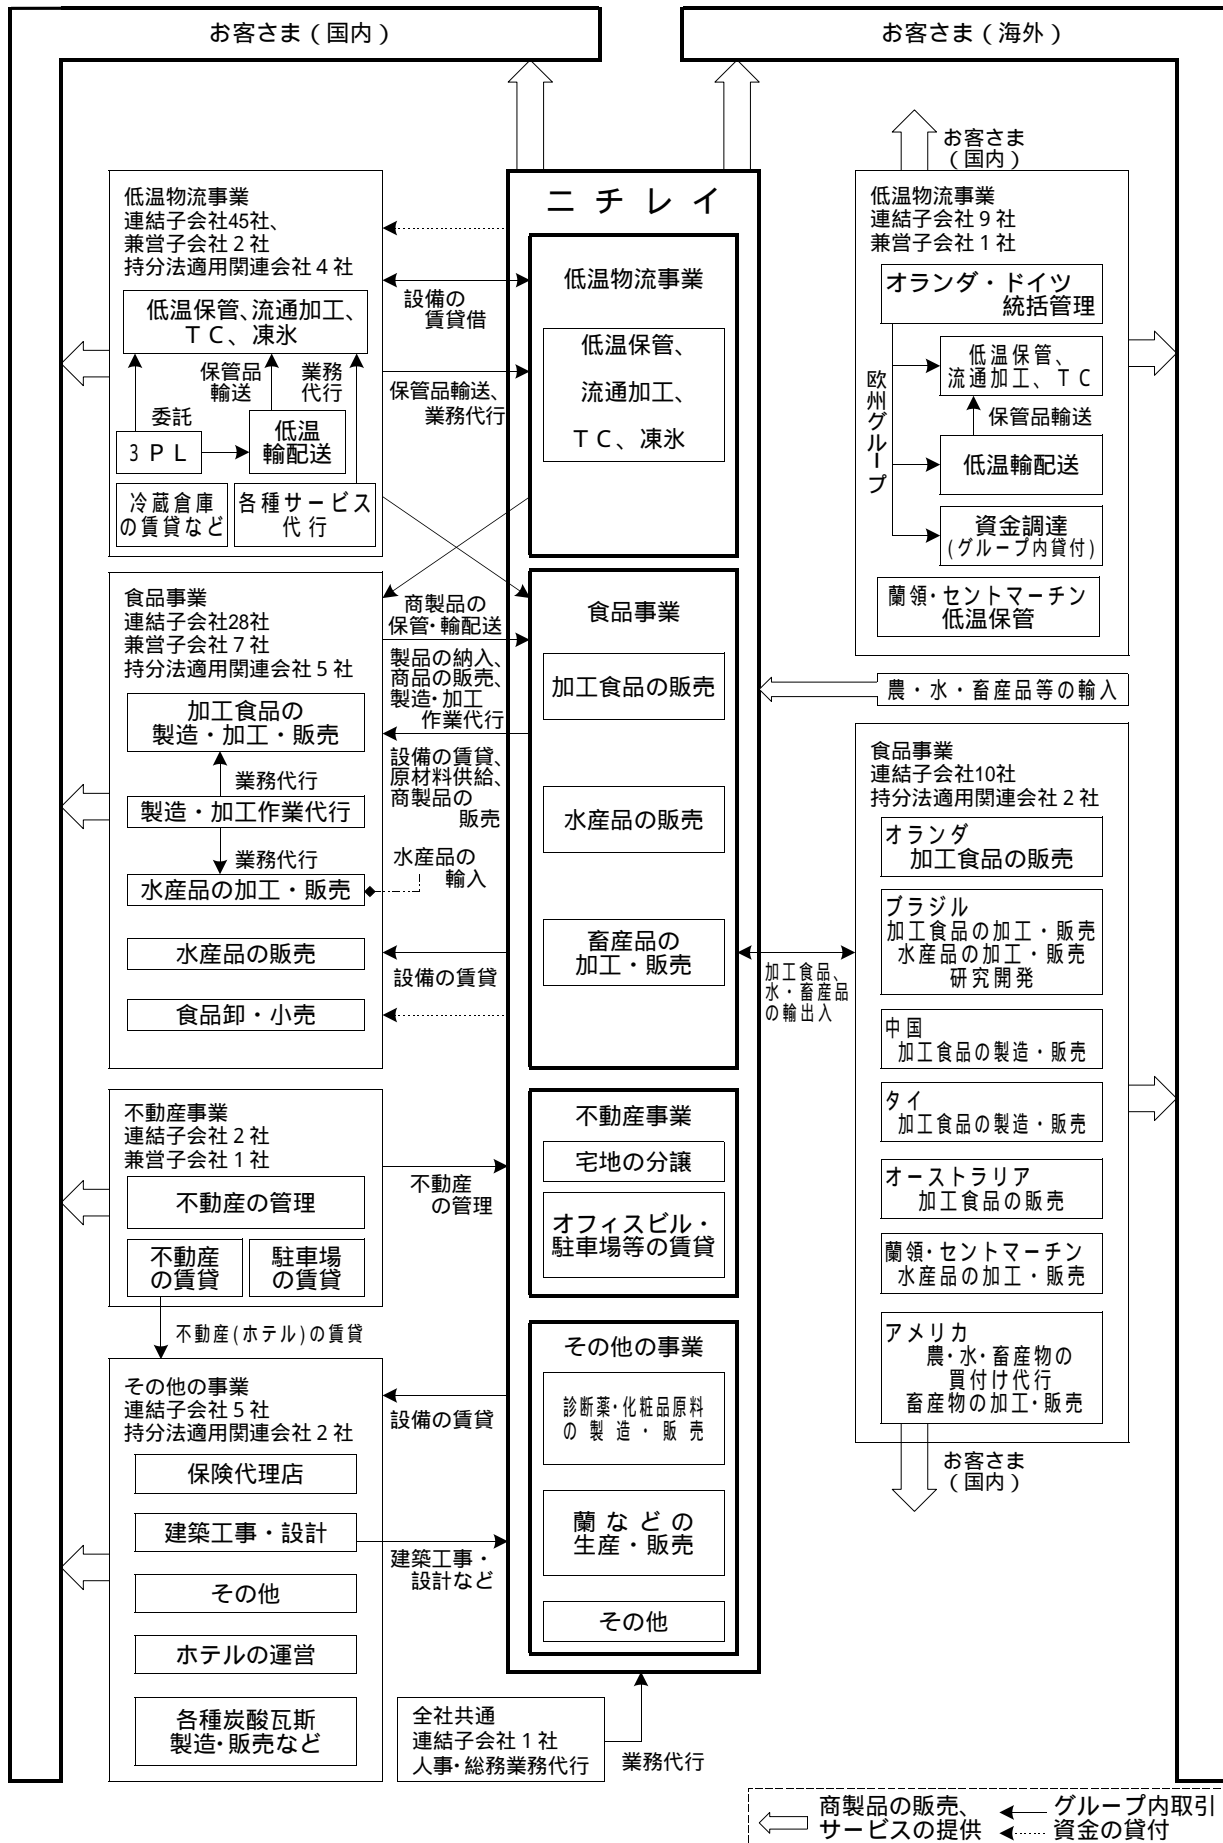 お客さま（国内）
お客さま（海外）
お客さま
（国内）
低温物流事業
連結子会社45社、
兼営子会社２社
持分法適用関連会社４社
低温保管、流通加工、
ＴＣ、凍氷
保管品
輸送
業務
代行
委託
３ＰＬ
低温
輸配送
冷蔵倉庫
の賃貸など
各種サービス
代行
設備の
賃貸借
保管品輸送、
業務代行
ニチレイ
低温物流事業
低温保管、
流通加工、
ＴＣ、凍氷
低温物流事業
連結子会社９社
兼営子会社１社
オランダ・ドイツ
統括管理
欧州グループ
低温保管、
流通加工、ＴＣ
保管品輸送
低温輸配送
資金調達
(グループ内貸付)
蘭領・セントマーチン
低温保管
食品事業
連結子会社28社
兼営子会社７社
持分法適用関連会社５社
加工食品の
製造・加工・販売
業務代行
製造・加工作業代行
業務代行
水産品の加工・販売
水産品の販売
食品卸・小売
商製品の
保管・輸配送
製品の納入、
商品の販売、
製造・加工
作業代行
設備の賃貸、
原材料供給、
商製品の
販売
水産品の
輸入
設備の賃貸
食品事業
加工食品の販売
水産品の販売
畜産品の
加工・販売
農・水・畜産品等の輸入
加工食品、
水・畜産品
の輸出入
食品事業
連結子会社10社
持分法適用関連会社２社
オランダ
加工食品の販売
ブラジル
加工食品の加工・販売
水産品の加工・販売
研究開発
中国
加工食品の製造・販売
タイ
加工食品の製造・販売
オーストラリア
加工食品の販売
蘭領・セントマーチン
水産品の加工・販売
アメリカ
農・水・畜産物の
買付け代行
畜産物の加工・販売
お客さま
（国内）
不動産事業
連結子会社２社
兼営子会社１社
不動産の管理
不動産
の賃貸
駐車場
の賃貸
不動産
の管理
不動産(ホテル)の賃貸
不動産事業
宅地の分譲
オフィスビル・
駐車場等の賃貸
その他の事業
連結子会社５社
持分法適用関連会社２社
保険代理店
建築工事・設計
その他
ホテルの運営
各種炭酸瓦斯
製造・販売など
設備の賃貸
建築工事・
設計など
その他の事業
診断薬・化粧品原料
の製造・販売
蘭などの
生産・販売
その他
全社共通
連結子会社１社
人事・総務業務代行
業務代行
商製品の販売、
サービスの提供
グループ内取引
資金の貸付